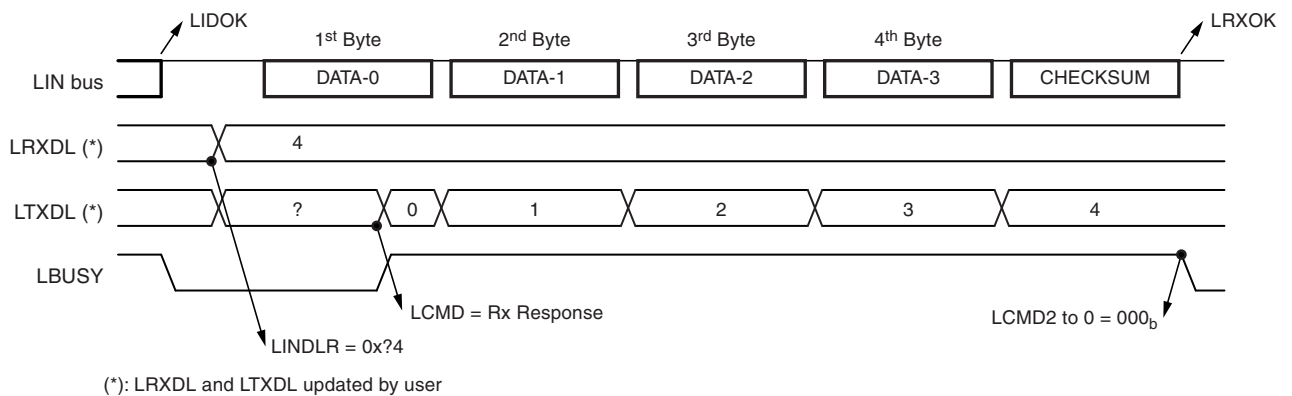 LIDOK
LRXOK
1st Byte 2nd Byte 3rd Byte 4th Byte
LIN bus DATA-0 DATA-1 DATA-2 DATA-3 CHECKSUM
LRXDL (*) 4
LTXDL (*) ? 0 1 2 3 4
LBUSY
LCMD = Rx Response
LCMD2 to 0 = 000b
LINDLR = 0x?4
(*): LRXDL and LTXDL updated by user